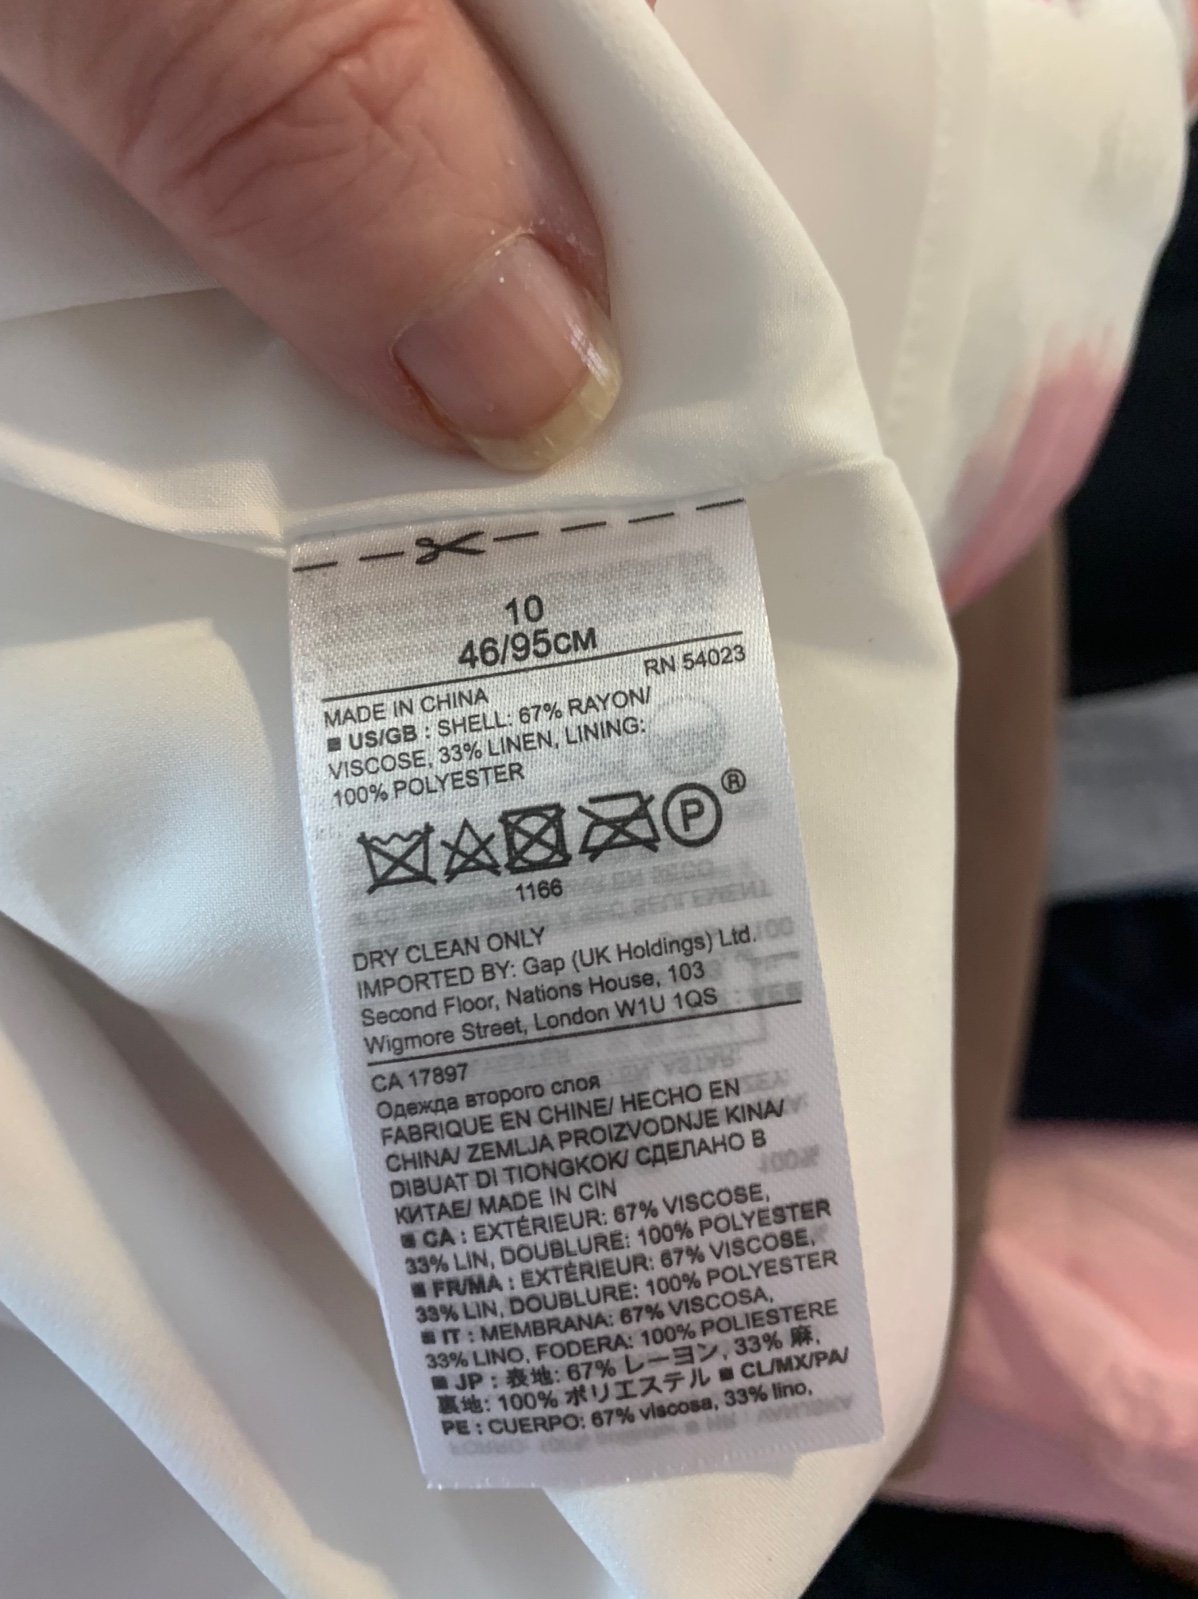 10
46/95CM
RN 54023
MADE IN CHINA
■ US/GB : SHELL: 67% RAYON/
VISCOSE, 33% LINEN, LINING:
100% POLYESTER
P ®
1166
DRY CLEAN ONLY
IMPORTED BY: Gap (UK Holdings) Ltd.
Second Floor, Nations House, 103
Wigmore Street, London W1U 1QS
CA 17897
Одежда второго слоя
FABRIQUE EN CHINE/ HECHO EN
CHINA/ ZEMLJA PROIZVODNJE KINA/
DIBUAT DI TIONGKOK/ СДЕЛАНО В
КИТАЕ/ MADE IN CIN
■ CA : EXTÉRIEUR: 67% VISCOSE,
33% LIN, DOUBLURE: 100% POLYESTER
■ FR/MA : EXTÉRIEUR: 67% VISCOSE,
33% LIN, DOUBLURE: 100% POLYESTER
■ IT : MEMBRANA: 67% VISCOSA,
33% LINO, FODERA: 100% POLIESTERE
■ JP : 表地: 67% レーヨン, 33% 麻,
裏地: 100% ポリエステル ■ CL/MX/PA/
PE : CUERPO: 67% viscosa, 33% lino,